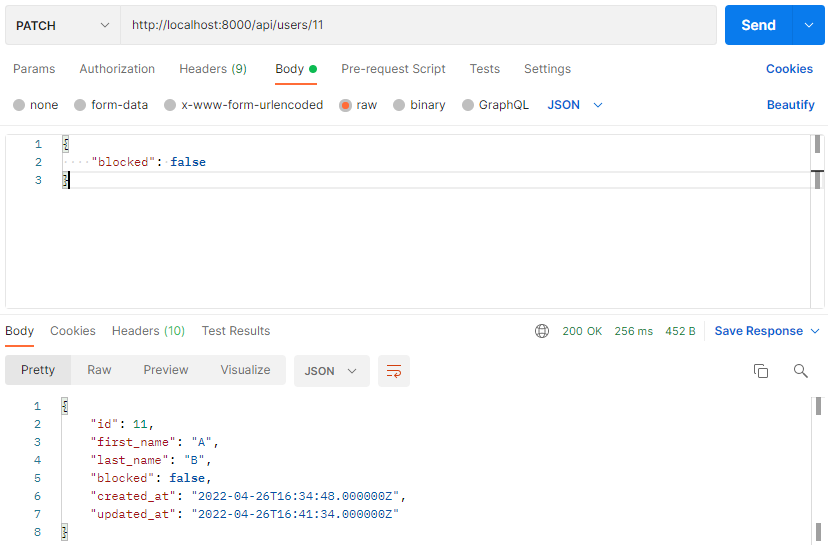 PATCH http://localhost:8000/api/users/11 Send
Params Authorization Headers (9) Body Pre-request Script Tests Settings Cookies
none form-data x-www-form-urlencoded raw binary GraphQL JSON Beautify
1 {
2 "blocked": false
3 }
Body Cookies Headers (10) Test Results 200 OK 256 ms 452 B Save Response
Pretty Raw Preview Visualize JSON
1 {
2 "id": 11,
3 "first_name": "A",
4 "last_name": "B",
5 "blocked": false,
6 "created_at": "2022-04-26T16:34:48.000000Z",
7 "updated_at": "2022-04-26T16:41:34.000000Z"
8 }